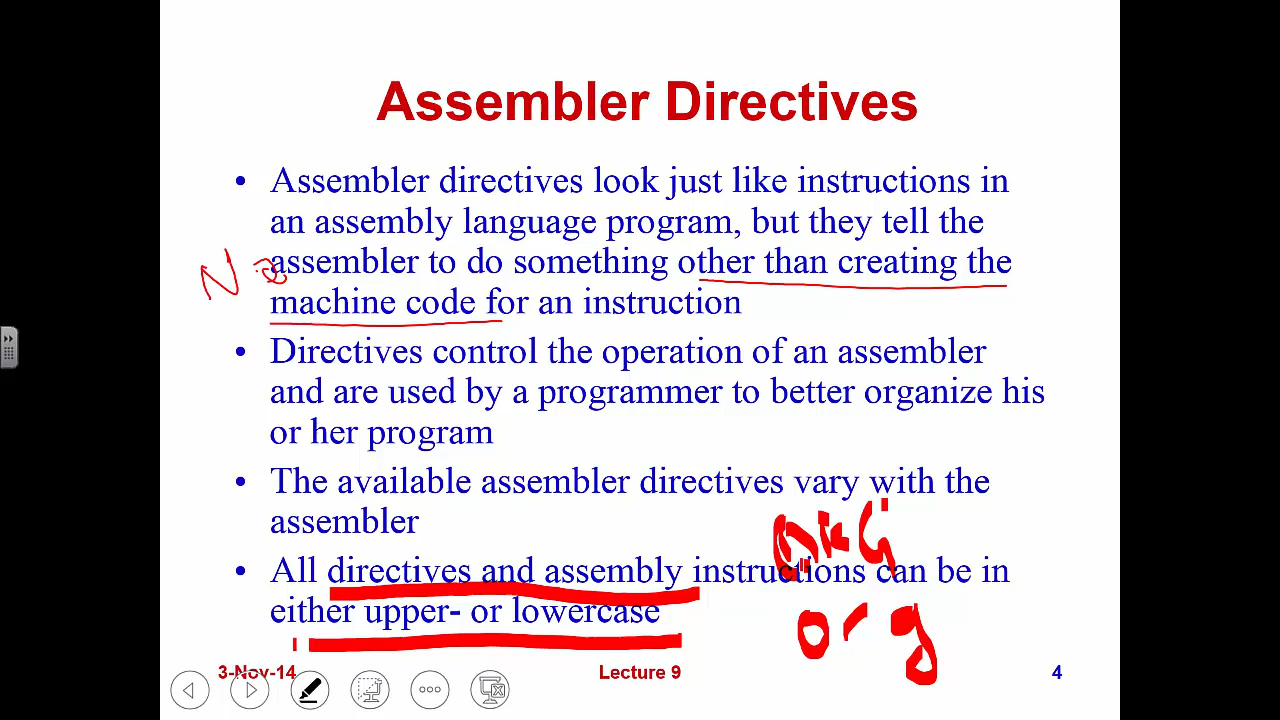 Assembler Directives
• Assembler directives look just like instructions in
an assembly language program, but they tell the
assembler to do something other than creating the
machine code for an instruction
• Directives control the operation of an assembler
and are used by a programmer to better organize his
or her program
• The available assembler directives vary with the
assembler
ORG
• All directives and assembly instructions can be in
either upper- or lowercase
org
3-Nov-14 Lecture 9 4